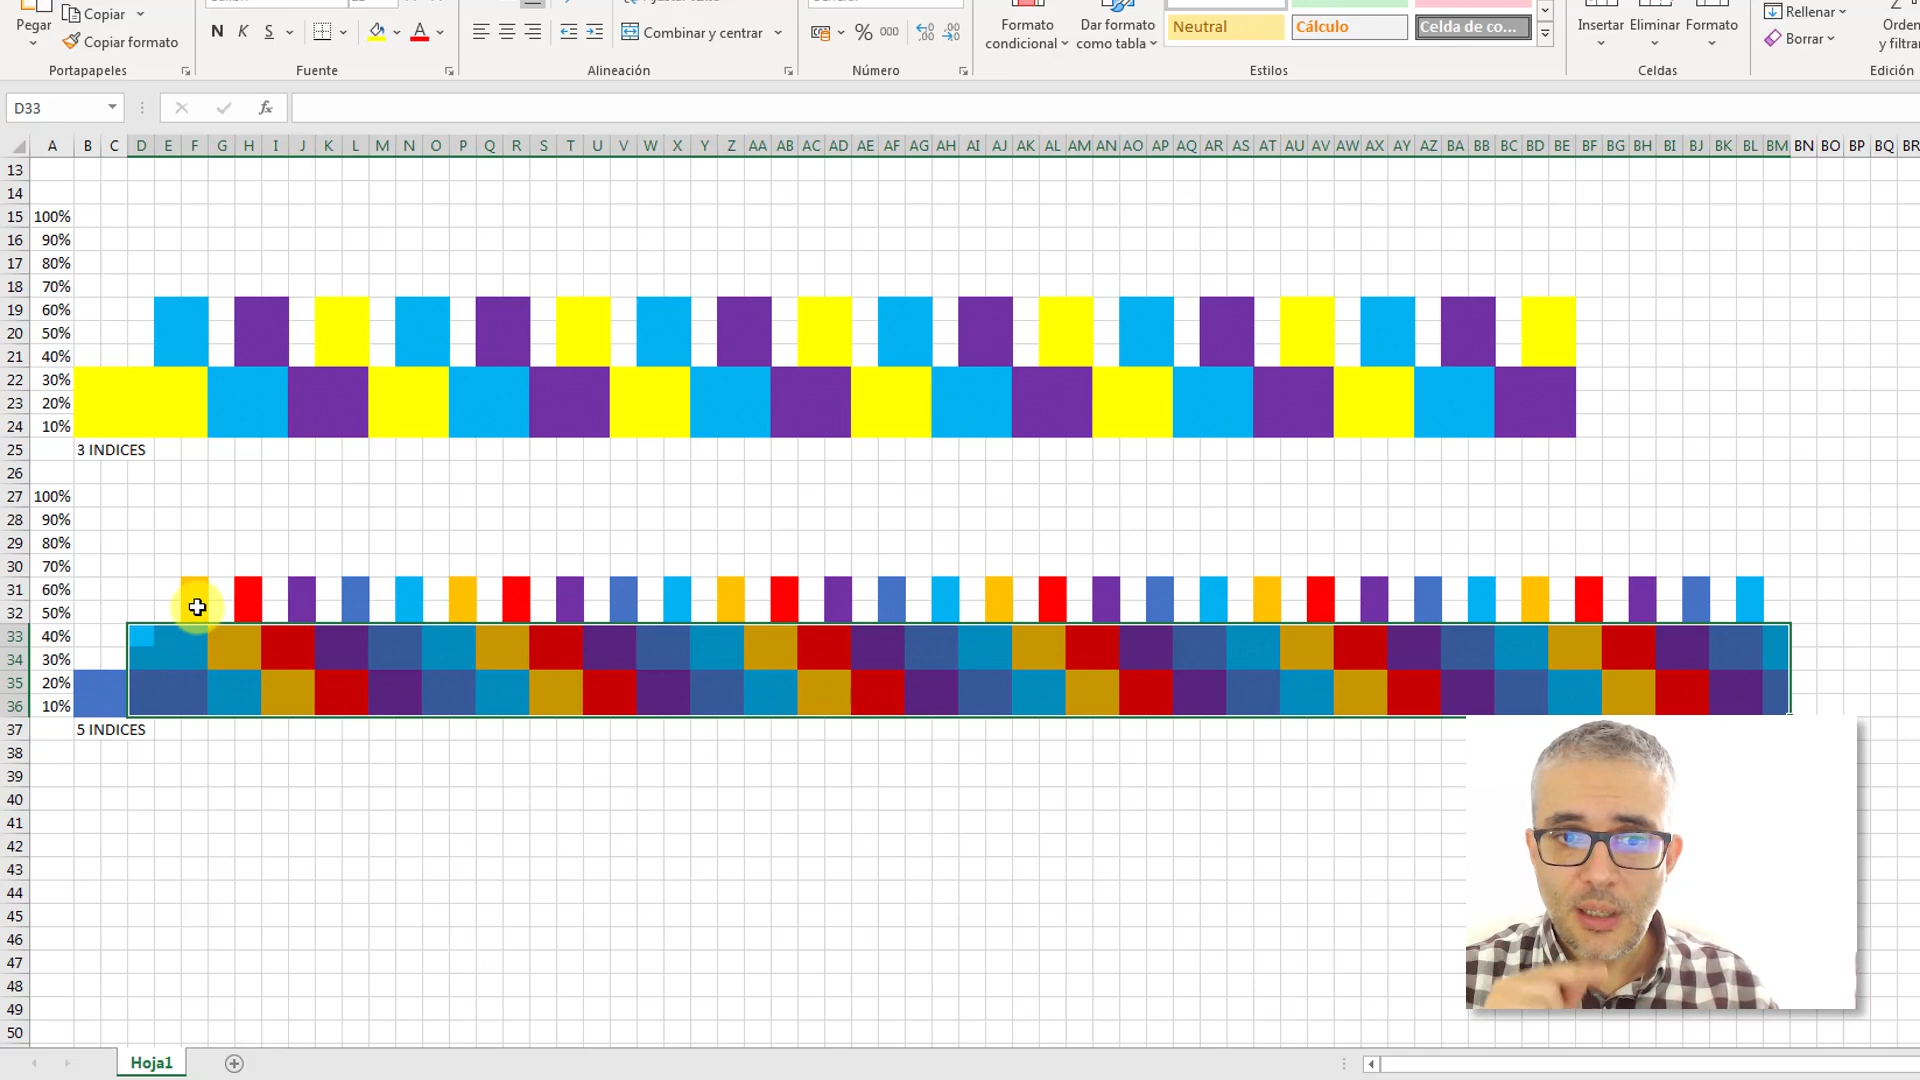 Pegar
Copiar
Copiar formato
Portapapeles
N K S
A
Fuente
Combinar y centrar
Alineación
% 000
Número
Formato
condicional
Dar formato
como tabla
Neutral
Cálculo
Celda de co...
Estilos
Insertar
Eliminar
Formato
Celdas
Rellenar
Borrar
Orden
y filtra
Edición
D33
fx
A B C D E F G H I J K L M N O P Q R S T U V W X Y Z AA AB AC AD AE AF AG AH AI AJ AK AL AM AN AO AP AQ AR AS AT AU AV AW AX AY AZ BA BB BC BD BE BF BG BH BI BJ BK BL BM BN BO BP BQ BR
13
14
15 100%
16 90%
17 80%
18 70%
19 60%
20 50%
21 40%
22 30%
23 20%
24 10%
25 3 INDICES
26
27 100%
28 90%
29 80%
30 70%
31 60%
32 50%
33 40%
34 30%
35 20%
36 10%
37 5 INDICES
38
39
40
41
42
43
44
45
46
47
48
49
50
Hoja1